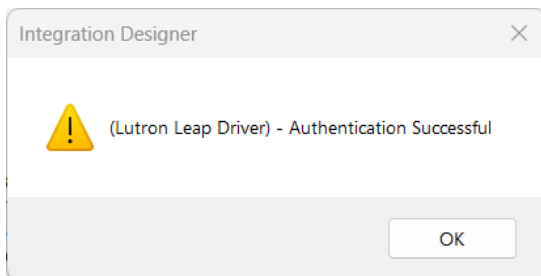 Integration Designer
(Lutron Leap Driver) - Authentication Successful
OK